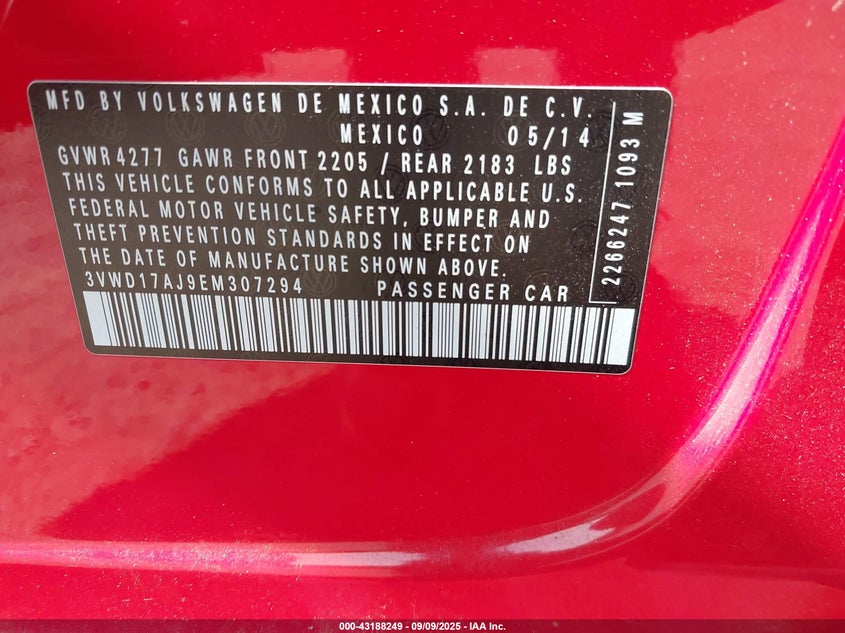 MFD BY VOLKSWAGEN DE MEXICO S.A. DE C.V.
MEXICO 05/14
GVWR 4277 GAWR FRONT 2205 / REAR 2183 LBS
THIS VEHICLE CONFORMS TO ALL APPLICABLE U.S.
FEDERAL MOTOR VEHICLE SAFETY, BUMPER AND
THEFT PREVENTION STANDARDS IN EFFECT ON
THE DATE OF MANUFACTURE SHOWN ABOVE.
3VWD17AJ9EM307294 PASSENGER CAR
2266247 1093 M
000-43188249 - 09/09/2025 - IAA Inc.